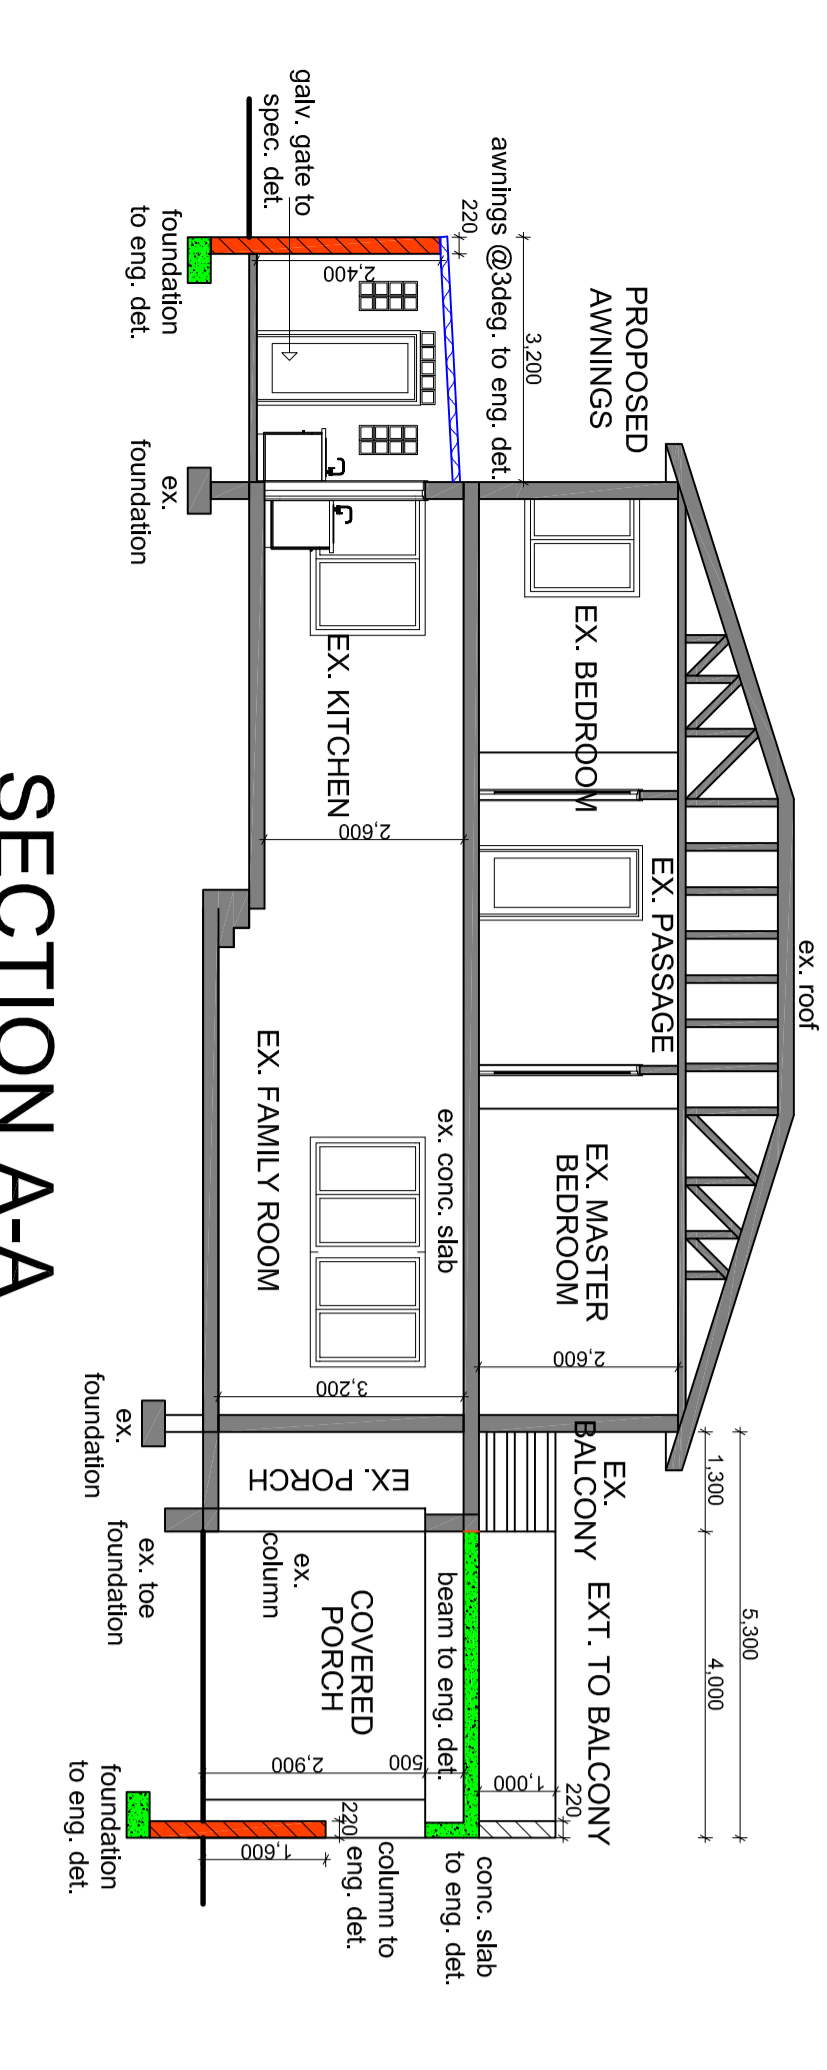 ex. roof
PROPOSED
AWNINGS
awnings @3deg. to eng. det.
3,200
220
galv. gate to
spec. det.
2,400
foundation
to eng. det.
ex.
foundation
EX. BEDROOM
EX. PASSAGE
EX. MASTER
BEDROOM
2,600
EX. KITCHEN
2,600
ex. conc. slab
EX. FAMILY ROOM
3,200
ex.
foundation
EX. PORCH
ex. toe
foundation
ex.
column
5,300
1,300
4,000
EX.
BALCONY
EXT. TO BALCONY
1,000
220
beam to eng. det.
500
COVERED
PORCH
2,900
220
1,600
column to
eng. det.
conc. slab
to eng. det.
foundation
to eng. det.
SECTION A-A